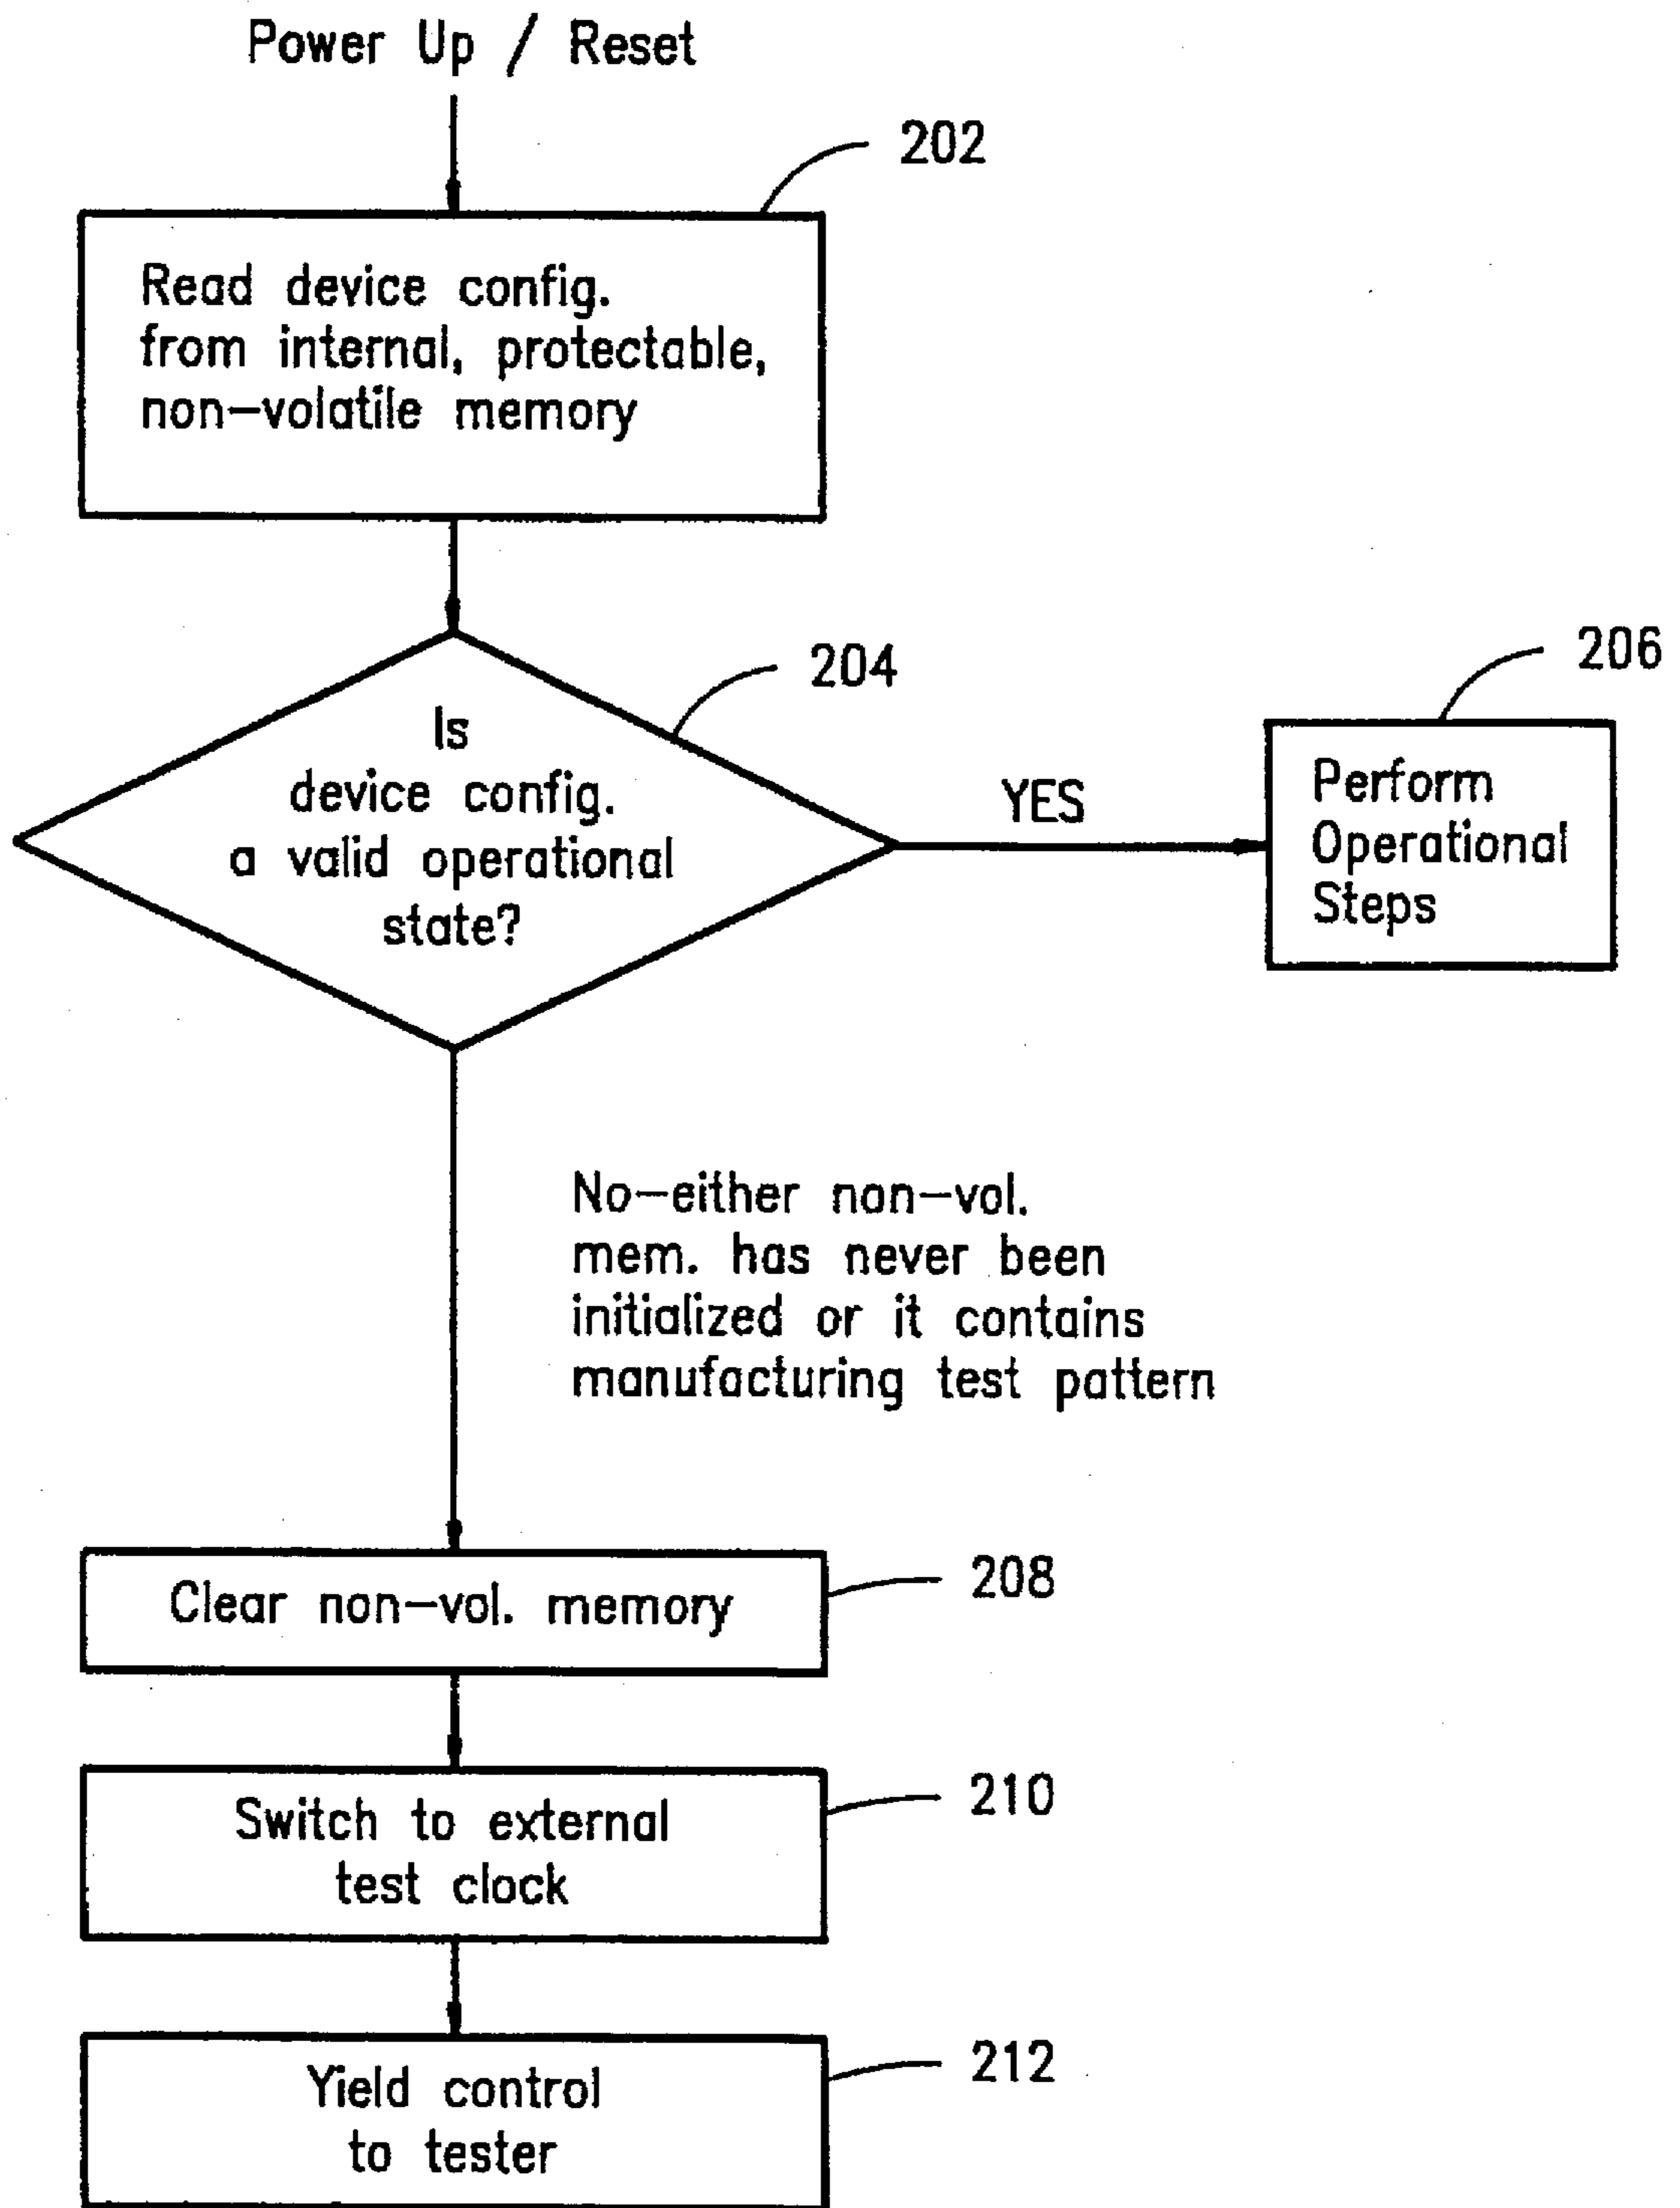 Power Up / Reset
202
Read device config.
from internal, protectable,
non-volatile memory
204
Is
device config.
a valid operational
state?
YES
206
Perform
Operational
Steps
No-either non-vol.
mem. has never been
initialized or it contains
manufacturing test pattern
Clear non-vol. memory
208
Switch to external
test clock
210
Yield control
to tester
212